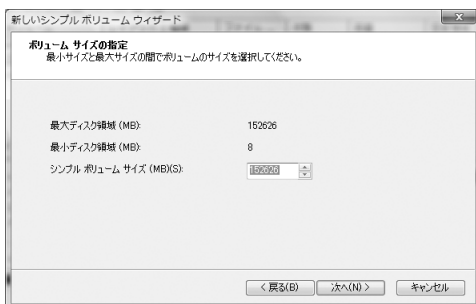 新しいシンプル ボリューム ウィザード
ボリューム サイズの指定
最小サイズと最大サイズの間でボリュームのサイズを選択してください。
最大ディスク領域 (MB): 152626
最小ディスク領域 (MB): 8
シンプル ボリューム サイズ (MB)(S): 152626
< 戻る(B) 次へ(N) > キャンセル